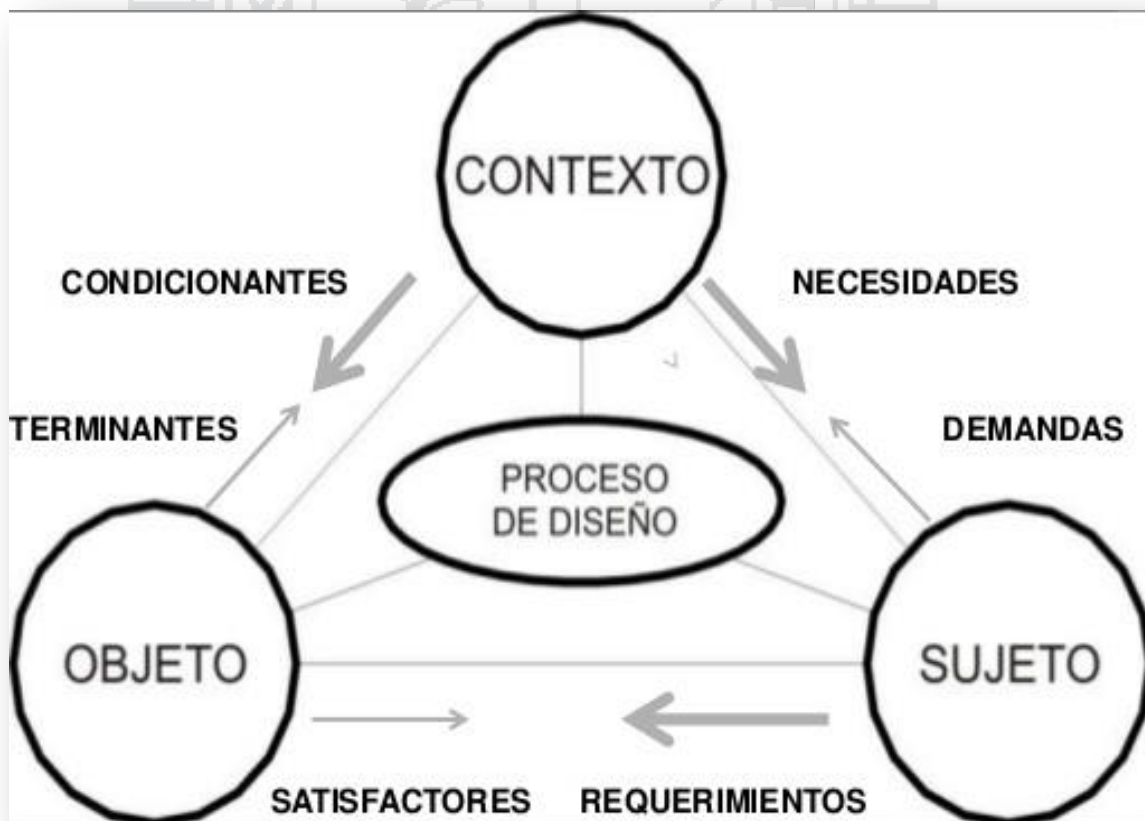 CONTEXTO
CONDICIONANTES
NECESIDADES
TERMINANTES
DEMANDAS
PROCESO
DE DISEÑO
OBJETO
SUJETO
SATISFACTORES
REQUERIMIENTOS